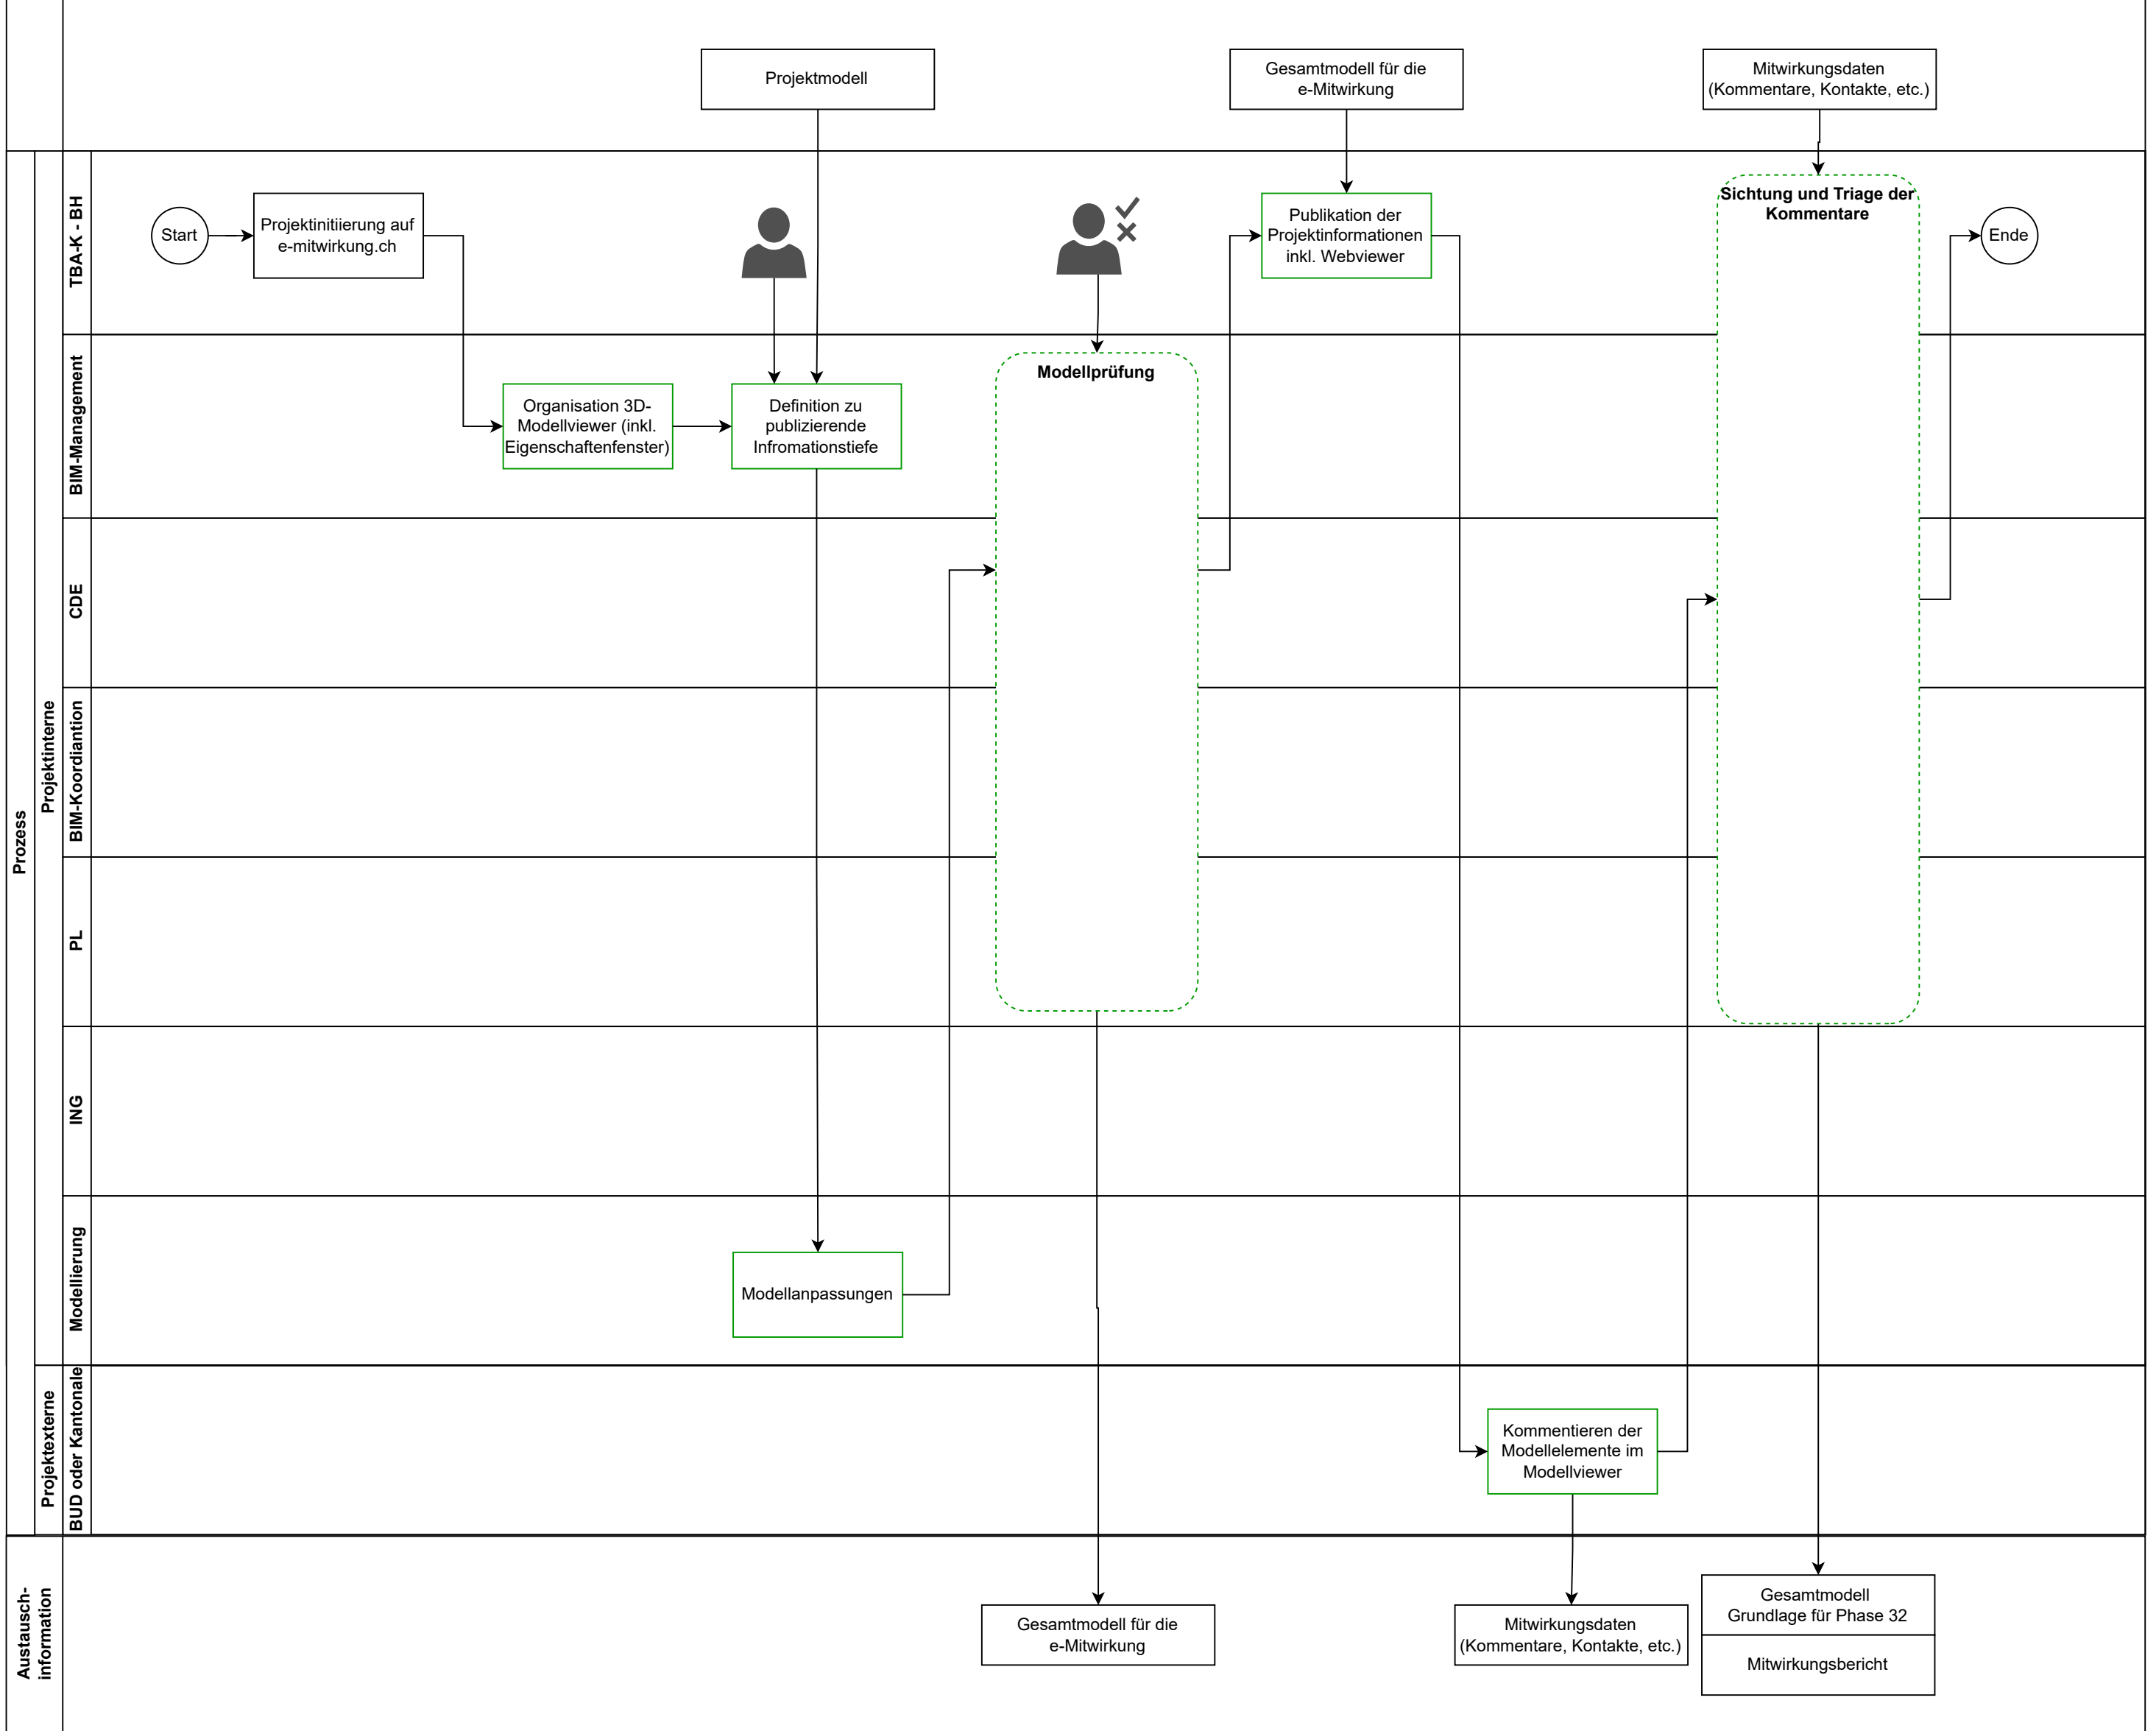 Projektmodell
Gesamtmodell für die
e-Mitwirkung
Mitwirkungsdaten
(Kommentare, Kontakte, etc.)
Prozess
Projektinterne
TBA-K - BH
Start
Projektinitiierung auf
e-mitwirkung.ch
Publikation der
Projektinformationen
inkl. Webviewer
Sichtung und Triage der
Kommentare
Ende
BIM-Management
Organisation 3D-
Modellviewer (inkl.
Eigenschaftenfenster)
Definition zu
publizierende
Infromationstiefe
Modellprüfung
CDE
BIM-Koordiantion
PL
ING
Modellierung
Modellanpassungen
Projektexterne
BUD oder Kantonale
Kommentieren der
Modellelemente im
Modellviewer
Austausch-
information
Gesamtmodell für die
e-Mitwirkung
Mitwirkungsdaten
(Kommentare, Kontakte, etc.)
Gesamtmodell
Grundlage für Phase 32
Mitwirkungsbericht